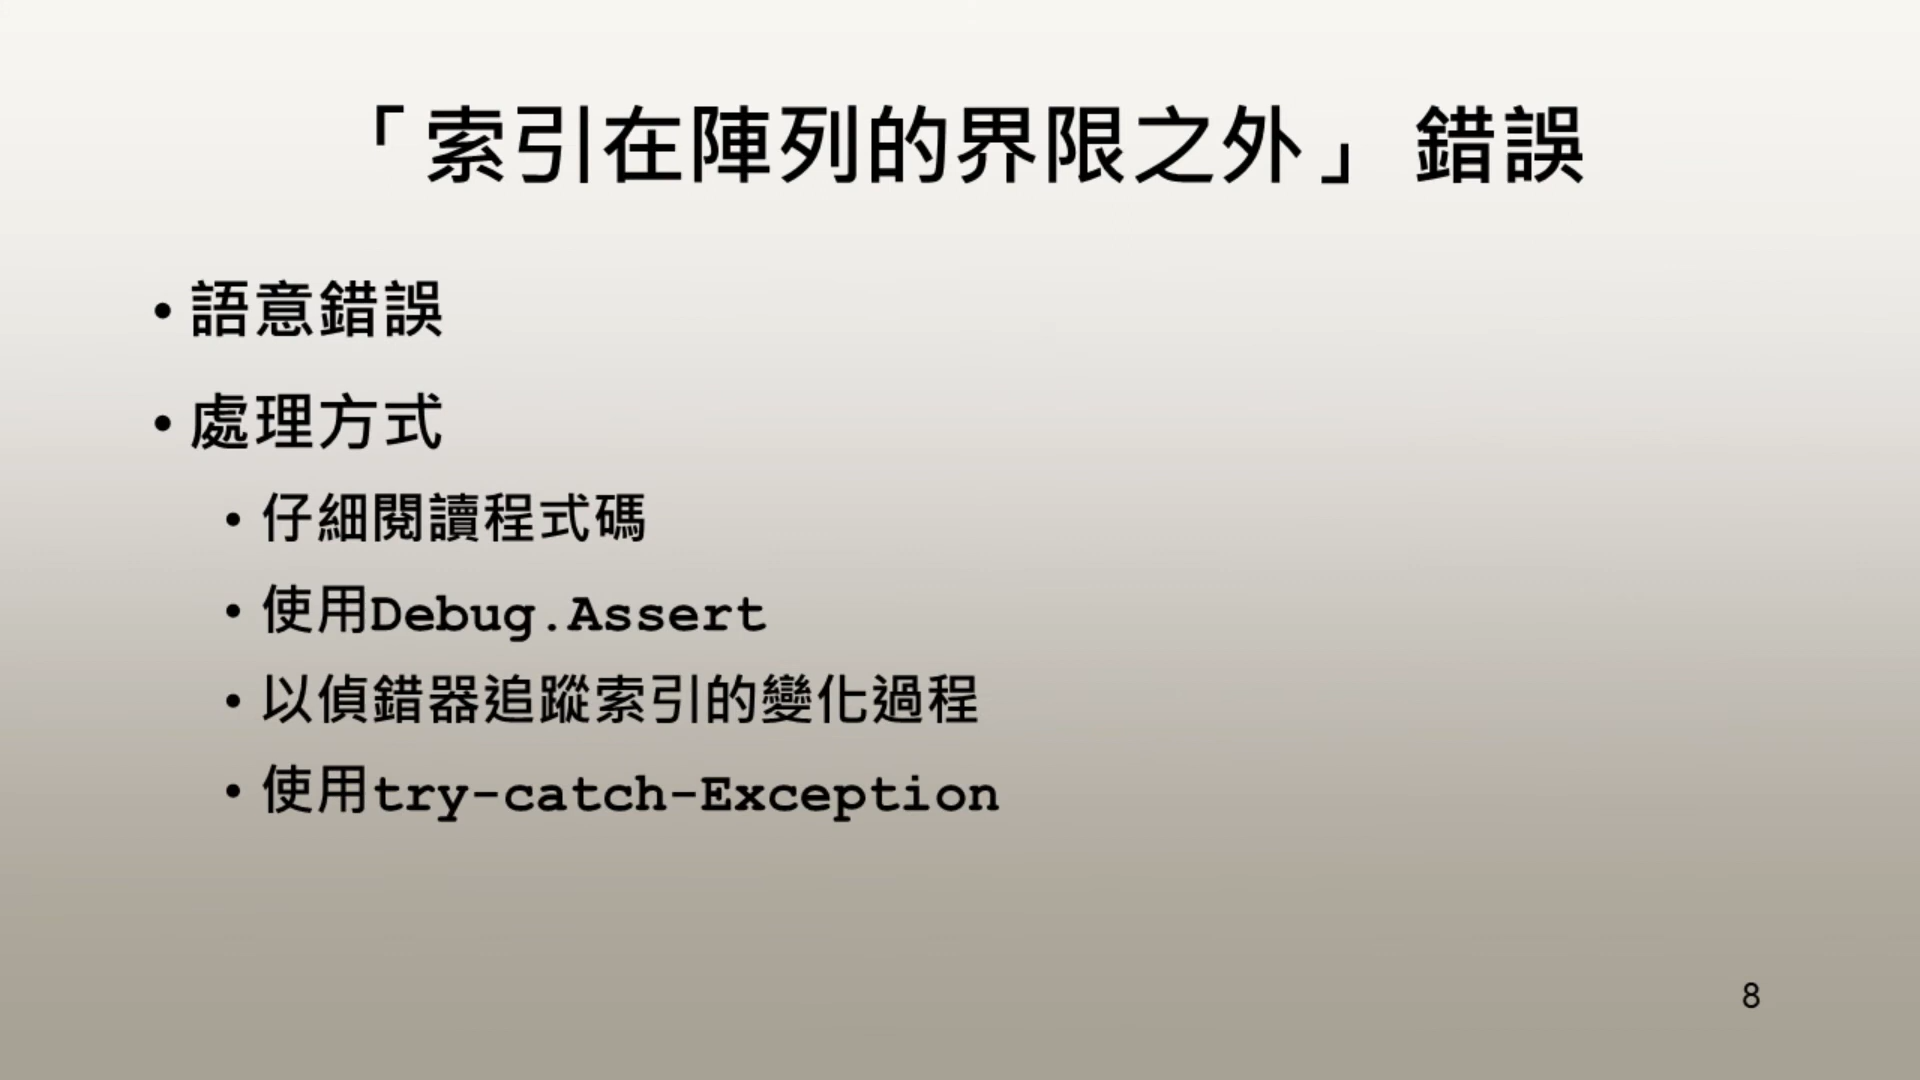 「索引在陣列的界限之外」 錯誤
• 語意錯誤
• 處理方式
• 仔細閱讀程式碼
• 使用Debug.Assert
• 以偵錯器追蹤索引的變化過程
• 使用try-catch-Exception
8